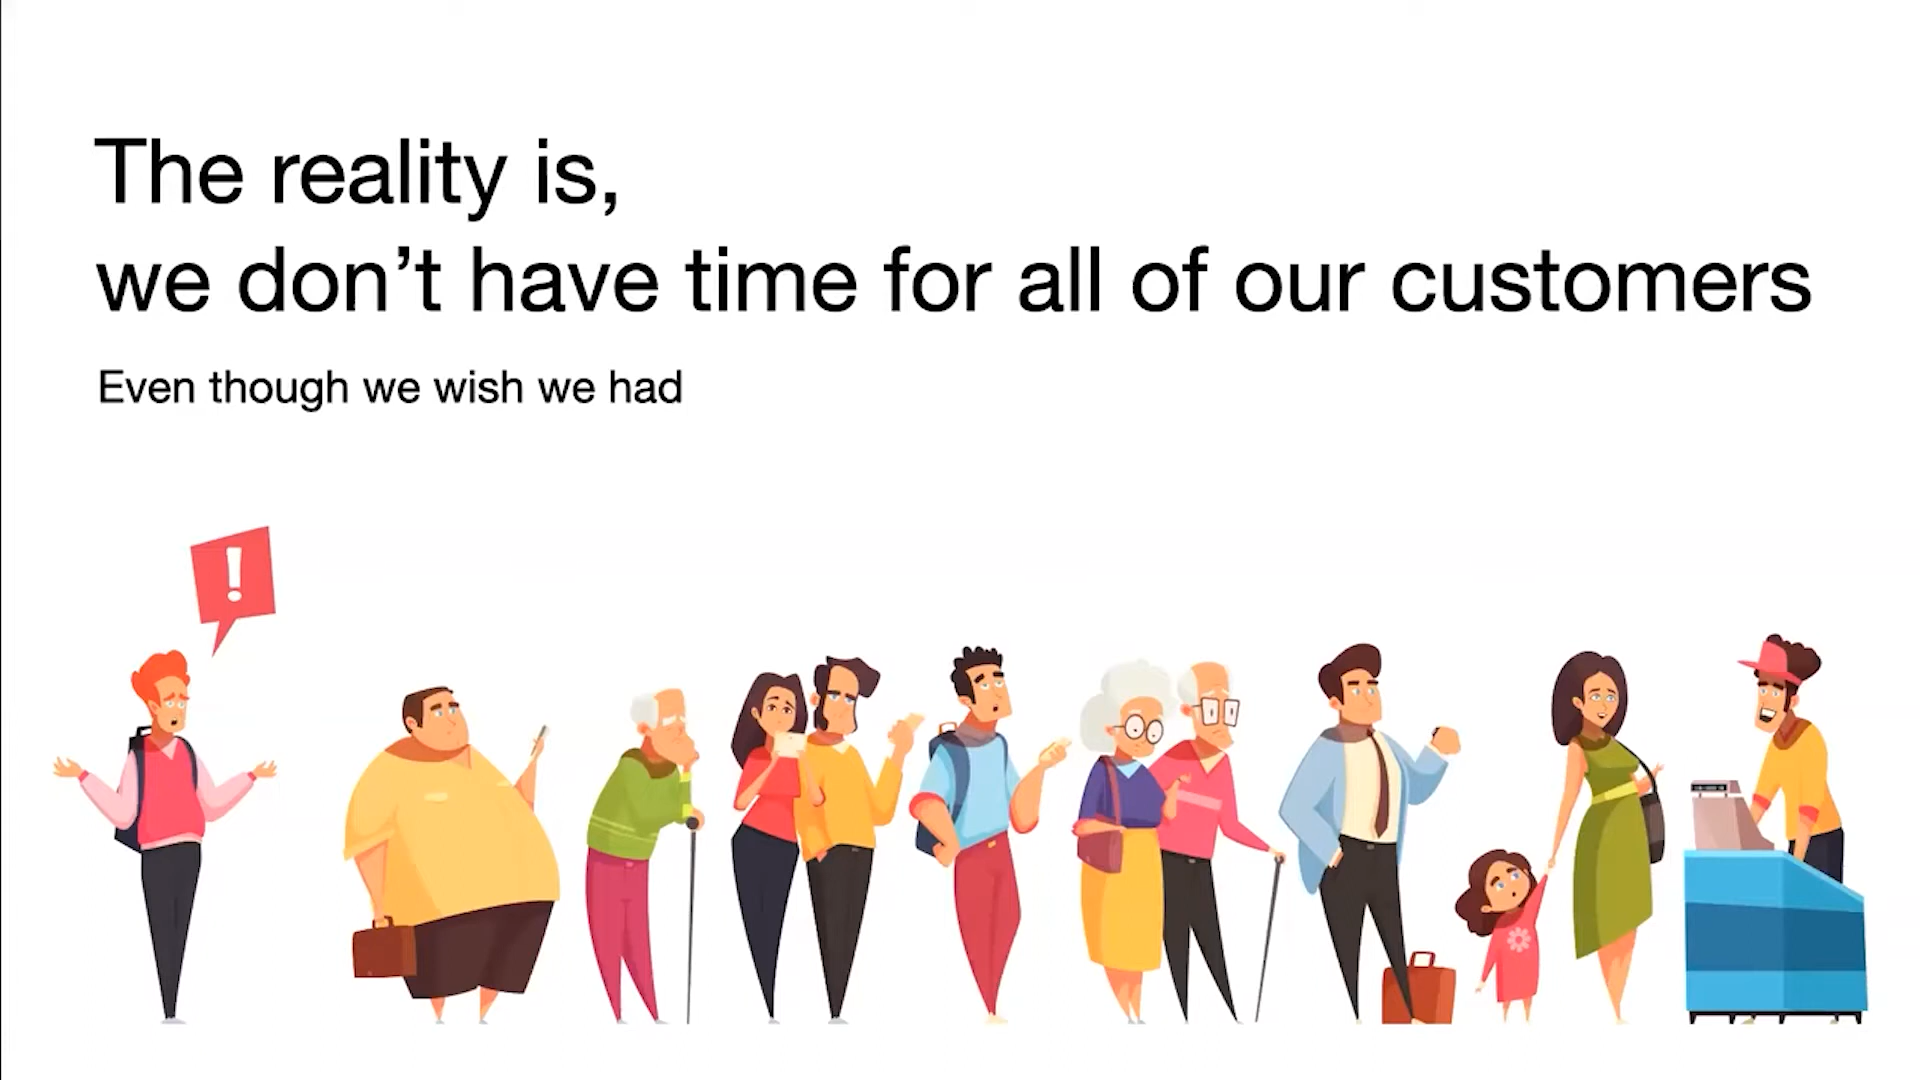 The reality is,
we don’t have time for all of our customers
Even though we wish we had
!